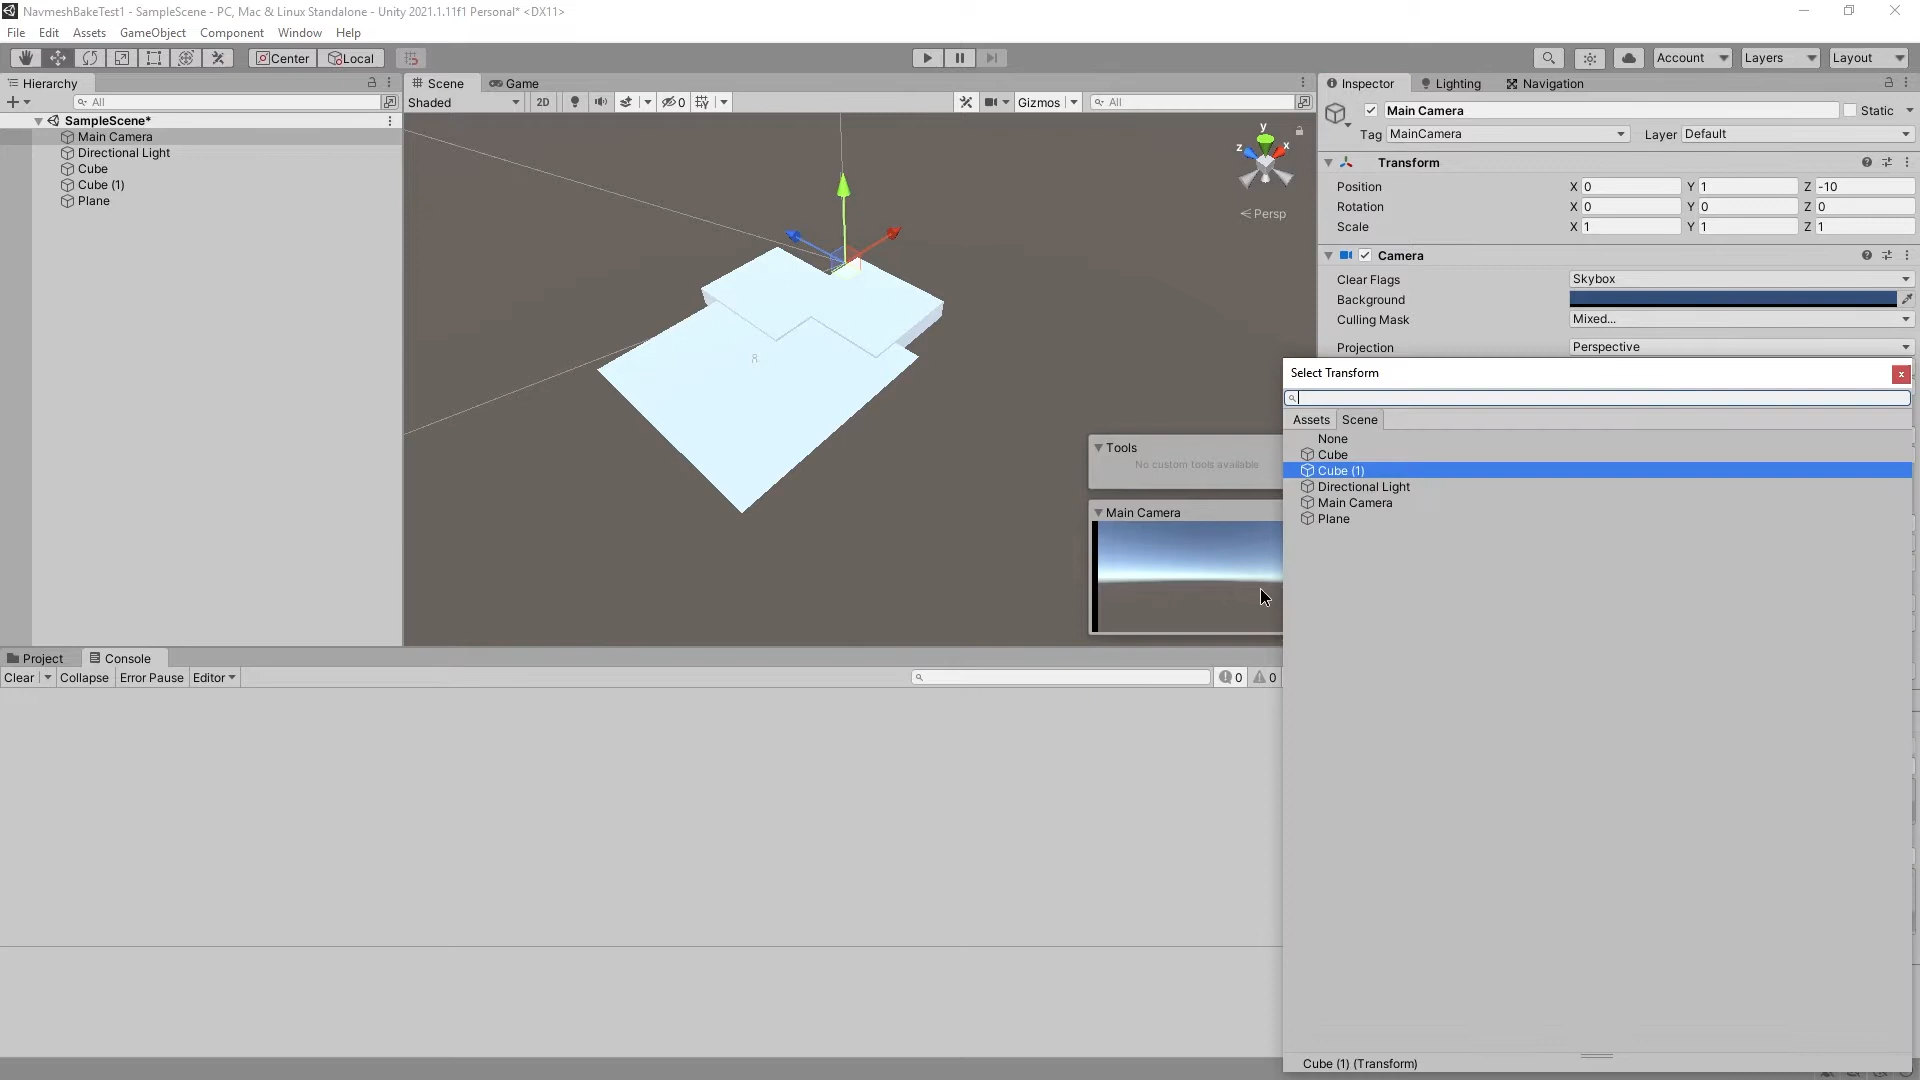 NavmeshBakeTest1 - SampleScene - PC, Mac & Linux Standalone - Unity 2021.1.11f1 Personal* <DX11>
File Edit Assets GameObject Component Window Help
Center Local Account Layers Layout
Hierarchy
All
SampleScene*
Main Camera
Directional Light
Cube
Cube (1)
Plane
Scene Game
Shaded 2D 0 Gizmos All
y
z x
Persp
Tools
No custom tools available
Main Camera
Inspector Lighting Navigation
Main Camera Static
Tag MainCamera Layer Default
Transform
Position X 0 Y 1 Z -10
Rotation X 0 Y 0 Z 0
Scale X 1 Y 1 Z 1
Camera
Clear Flags Skybox
Background
Culling Mask Mixed...
Projection Perspective
Select Transform
x
Assets Scene
None
Cube
Cube (1)
Directional Light
Main Camera
Plane
Cube (1) (Transform)
Project Console
Clear Collapse Error Pause Editor 0 0